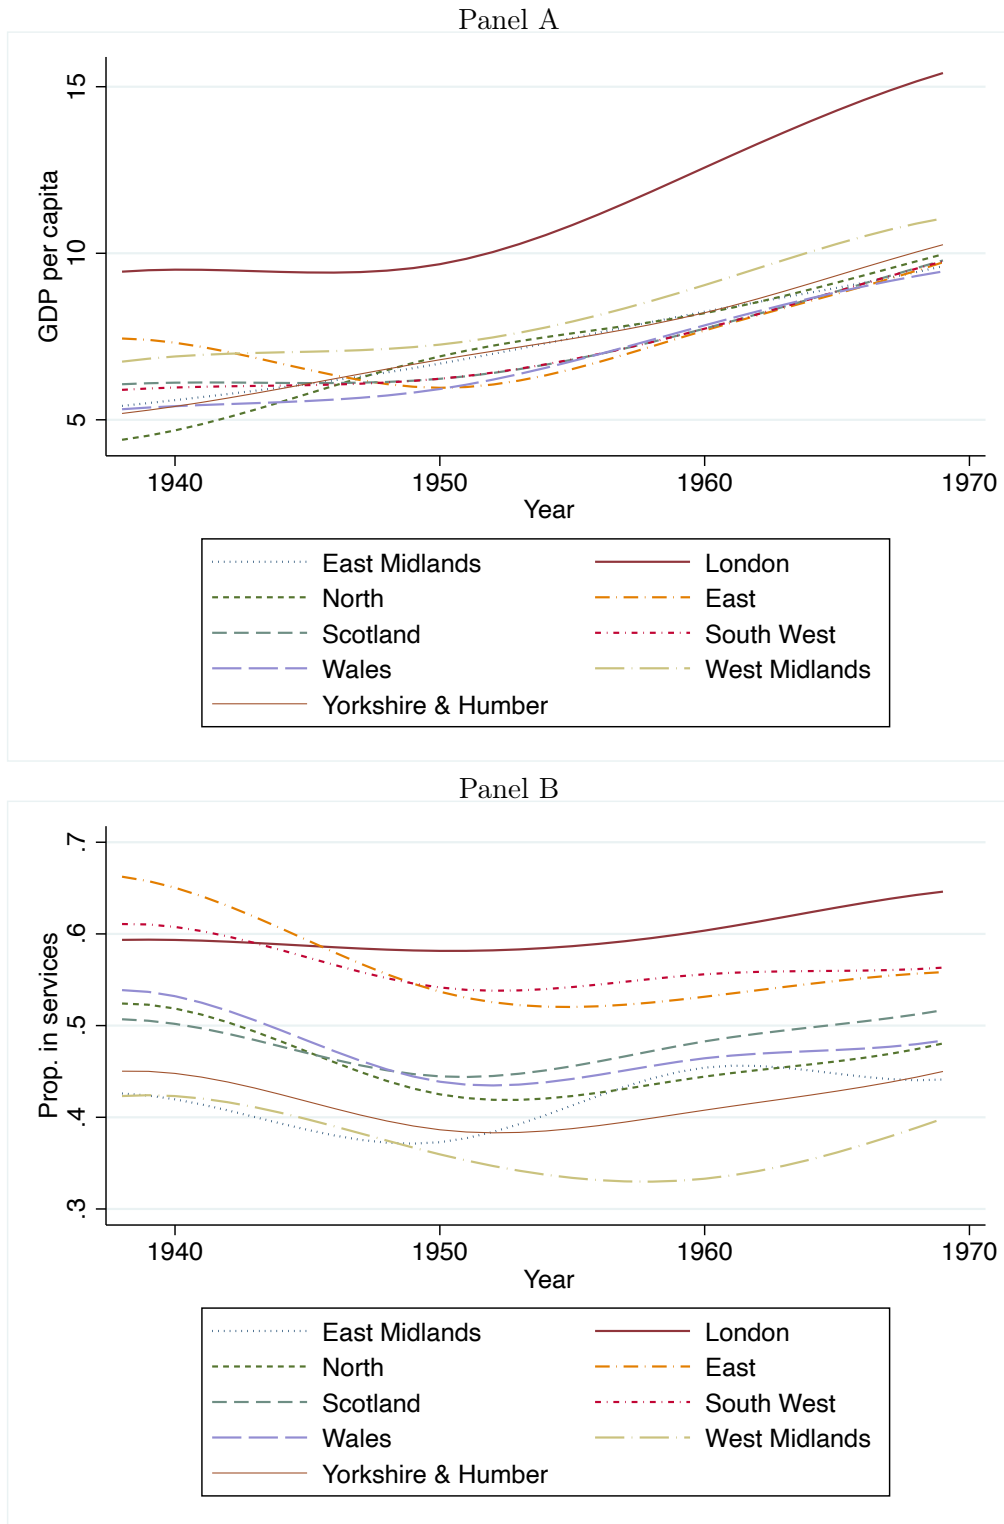 Panel A
15
10
5
GDP per capita
1940 1950 1960 1970
Year
East Midlands London
North East
Scotland South West
Wales West Midlands
Yorkshire & Humber
Panel B
.7
.6
.5
.4
.3
Prop. in services
1940 1950 1960 1970
Year
East Midlands London
North East
Scotland South West
Wales West Midlands
Yorkshire & Humber